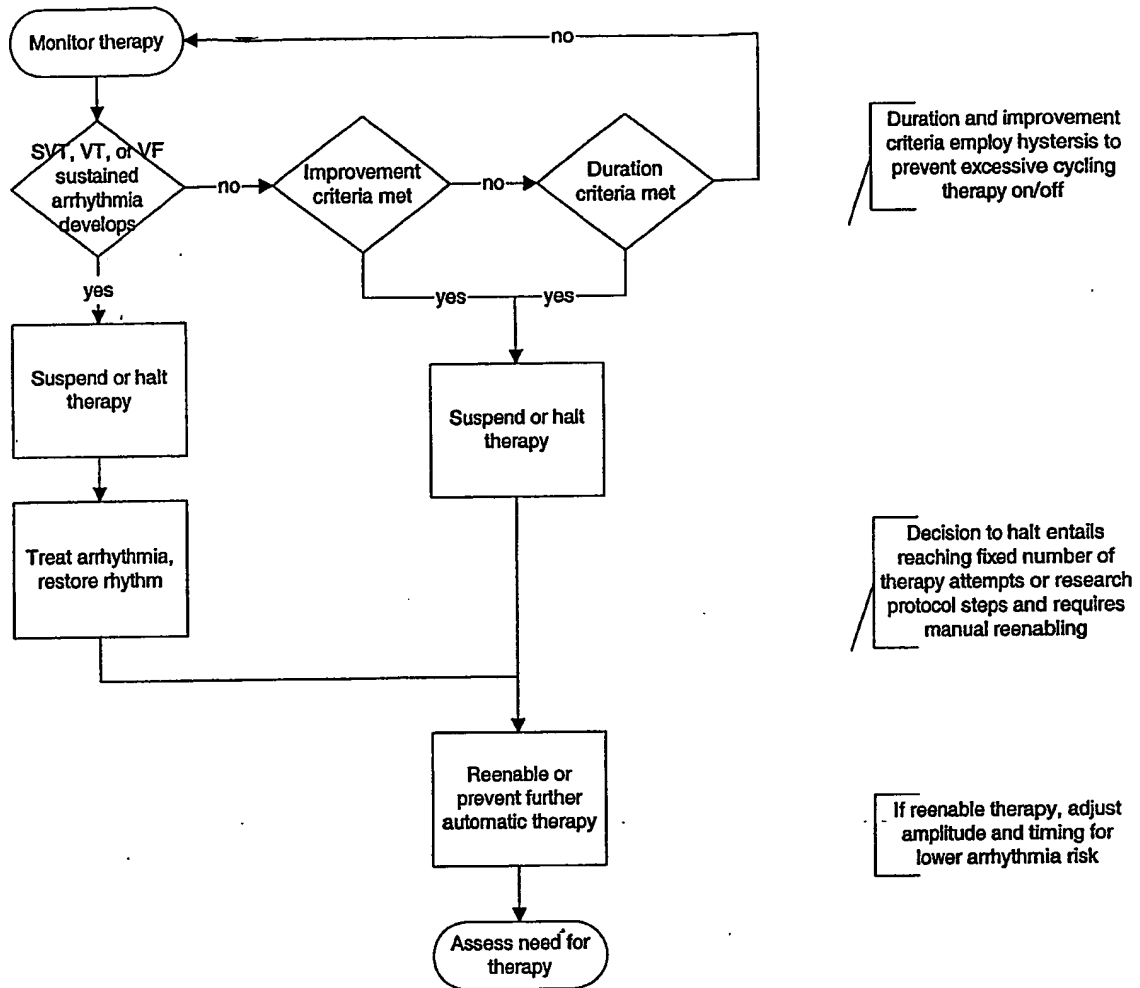 Monitor therapy
no
SVT, VT, or VF
sustained
arrhythmia
develops
no
Improvement
criteria met
no
Duration
criteria met
Duration and improvement
criteria employ hystersis to
prevent excessive cycling
therapy on/off
yes
yes
yes
Suspend or halt
therapy
Suspend or halt
therapy
Treat arrhythmia,
restore rhythm
Decision to halt entails
reaching fixed number of
therapy attempts or research
protocol steps and requires
manual reenabling
Reenable or
prevent further
automatic therapy
If reenable therapy, adjust
amplitude and timing for
lower arrhythmia risk
Assess need for
therapy